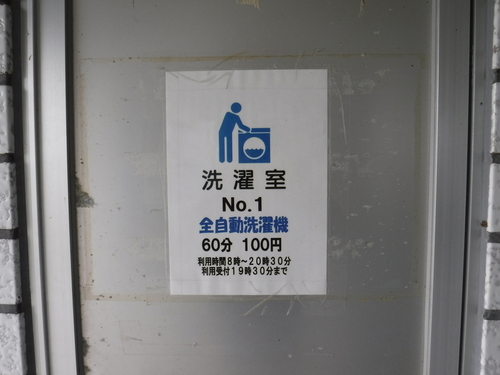 洗濯室
No.1
全自動洗濯機
60分 100円
利用時間8時~20時30分
利用受付19時30分まで